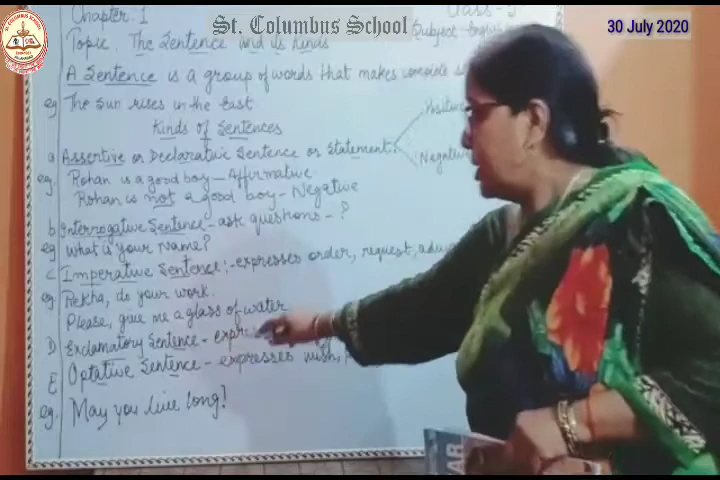 St. Columbus School
30 July 2020
Chapter. 1
Class - 5
Topic The Sentence and its Kinds
Subject - English
A Sentence is a group of words that makes complete
eg The Sun rises in the East
Kinds of Sentences
Positive
a Assertive or Declarative Sentence or Statement.
Negative
eg. Rohan is a good boy — Affirmative.
Rohan is not a good boy - Negative
b Interrogative Sentence - ask questions - ?
eg What is your Name?
C Imperative Sentence :- expresses order, request,
eg. Rekha, do your work.
Please, give me a glass of water
D Exclamatory Sentence -
E Optative Sentence - expresses wish,
eg. May you live long!